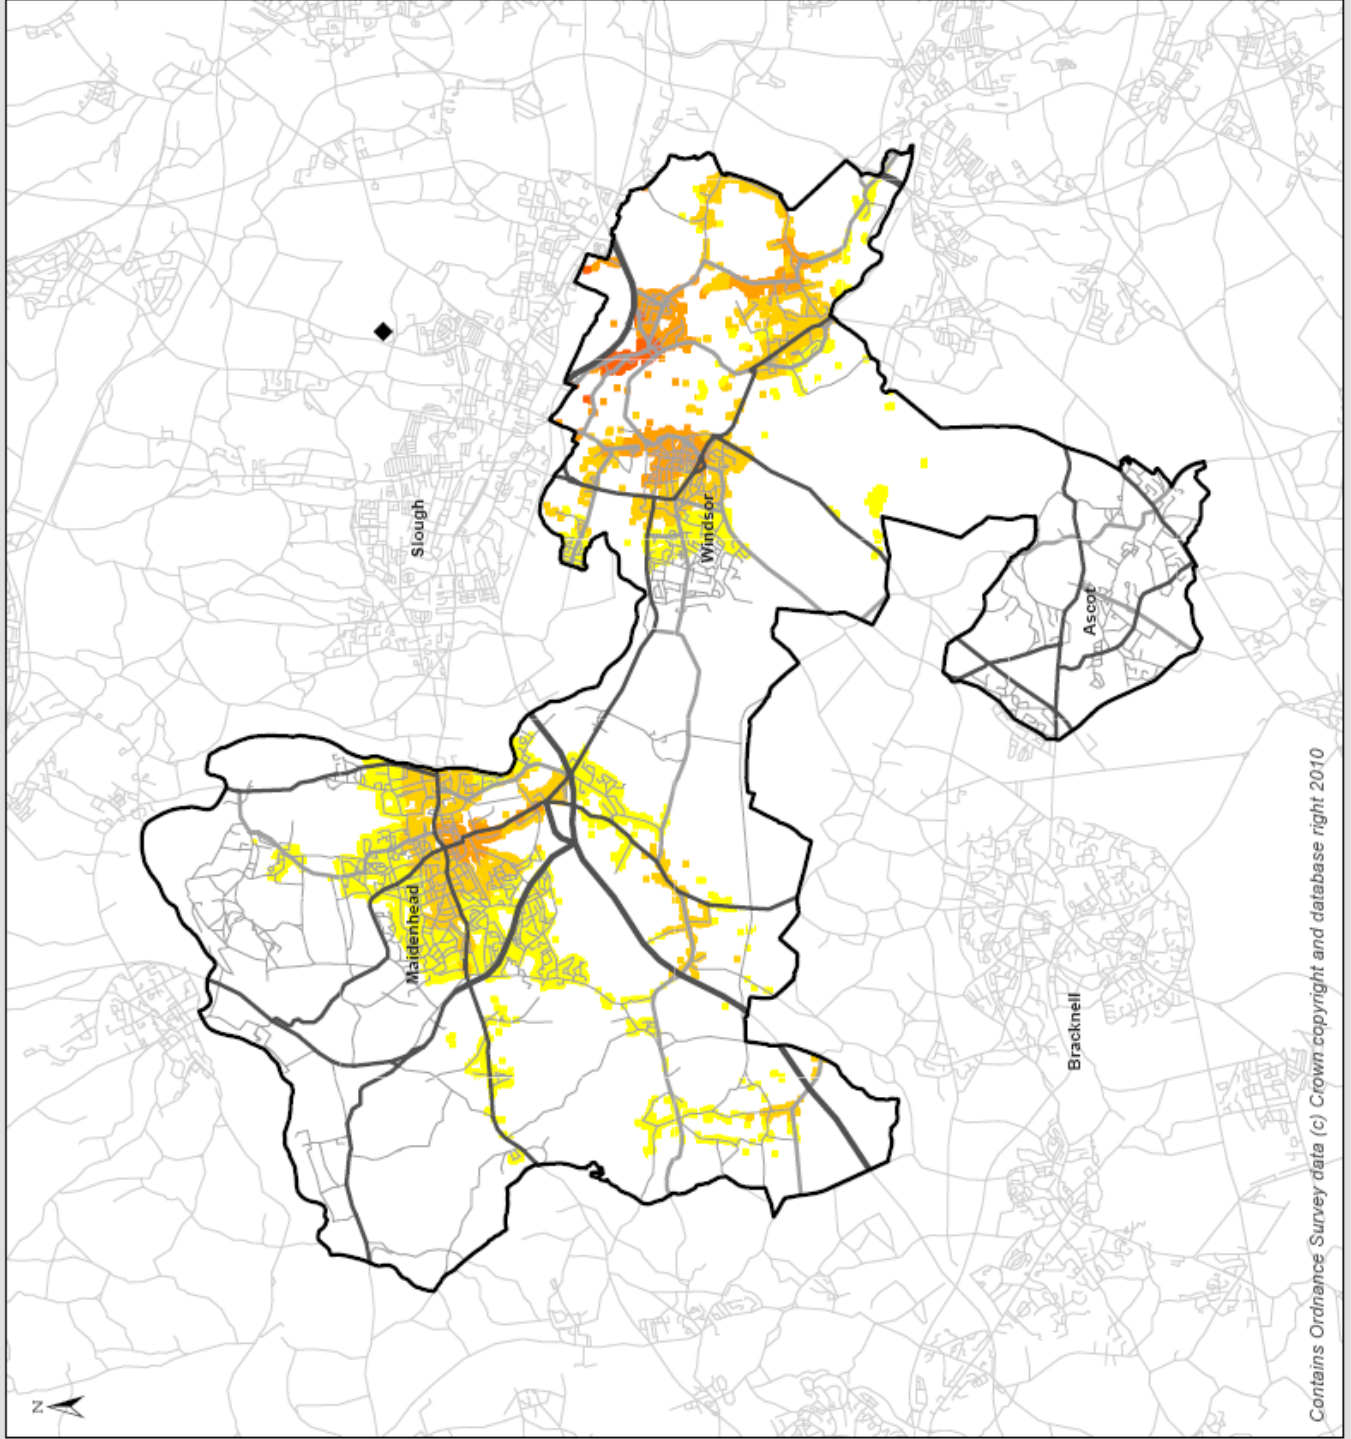 N
Slough
Maidenhead
Windsor
Ascot
Bracknell
Contains Ordnance Survey data (c) Crown copyright and database right 2010